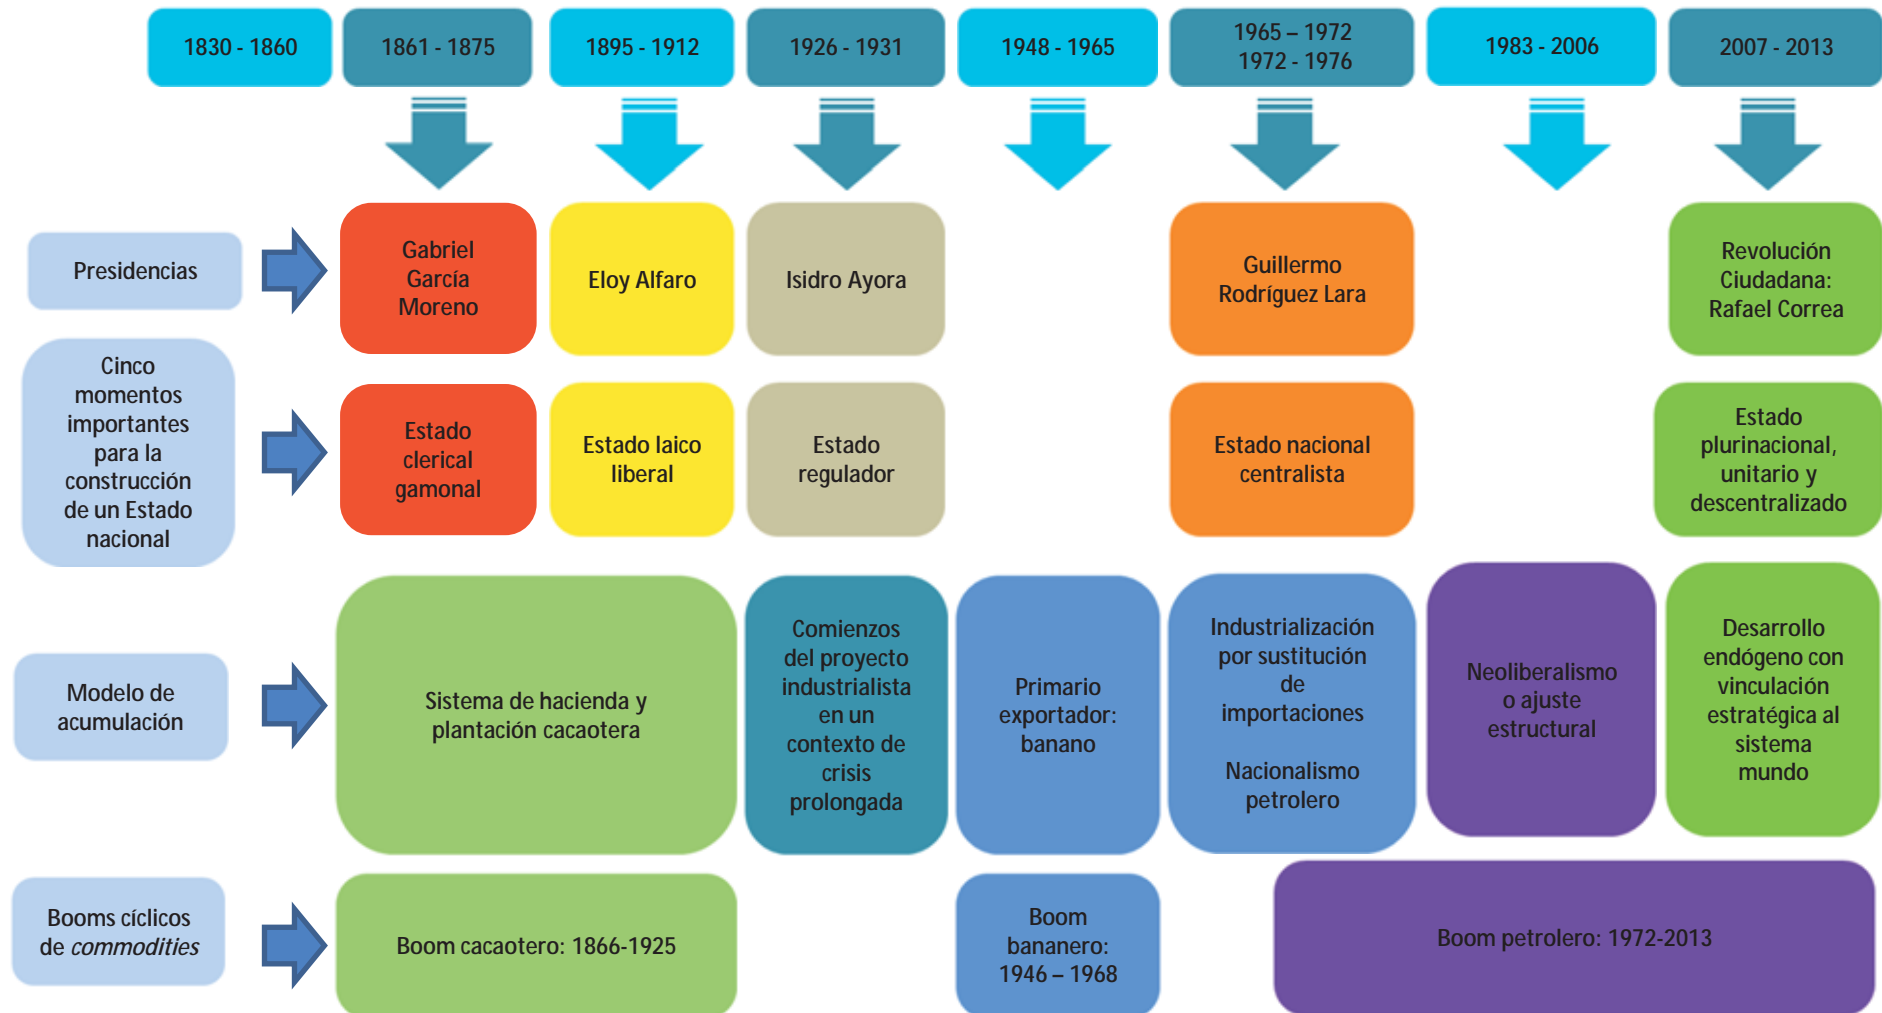 1830 - 1860
1861 - 1875
1895 - 1912
1926 - 1931
1948 - 1965
1965 – 1972
1972 - 1976
1983 - 2006
2007 - 2013
Presidencias
Gabriel
García
Moreno
Eloy Alfaro
Isidro Ayora
Guillermo
Rodríguez Lara
Revolución
Ciudadana:
Rafael Correa
Cinco
momentos
importantes
para la
construcción
de un Estado
nacional
Estado
clerical
gamonal
Estado laico
liberal
Estado
regulador
Estado nacional
centralista
Estado
plurinacional,
unitario y
descentralizado
Modelo de
acumulación
Sistema de hacienda y
plantación cacaotera
Comienzos
del proyecto
industrialista
en un
contexto de
crisis
prolongada
Primario
exportador:
banano
Industrialización
por sustitución
de
importaciones
Nacionalismo
petrolero
Neoliberalismo
o ajuste
estructural
Desarrollo
endógeno con
vinculación
estratégica al
sistema
mundo
Booms cíclicos
de commodities
Boom cacaotero: 1866-1925
Boom
bananero:
1946 – 1968
Boom petrolero: 1972-2013